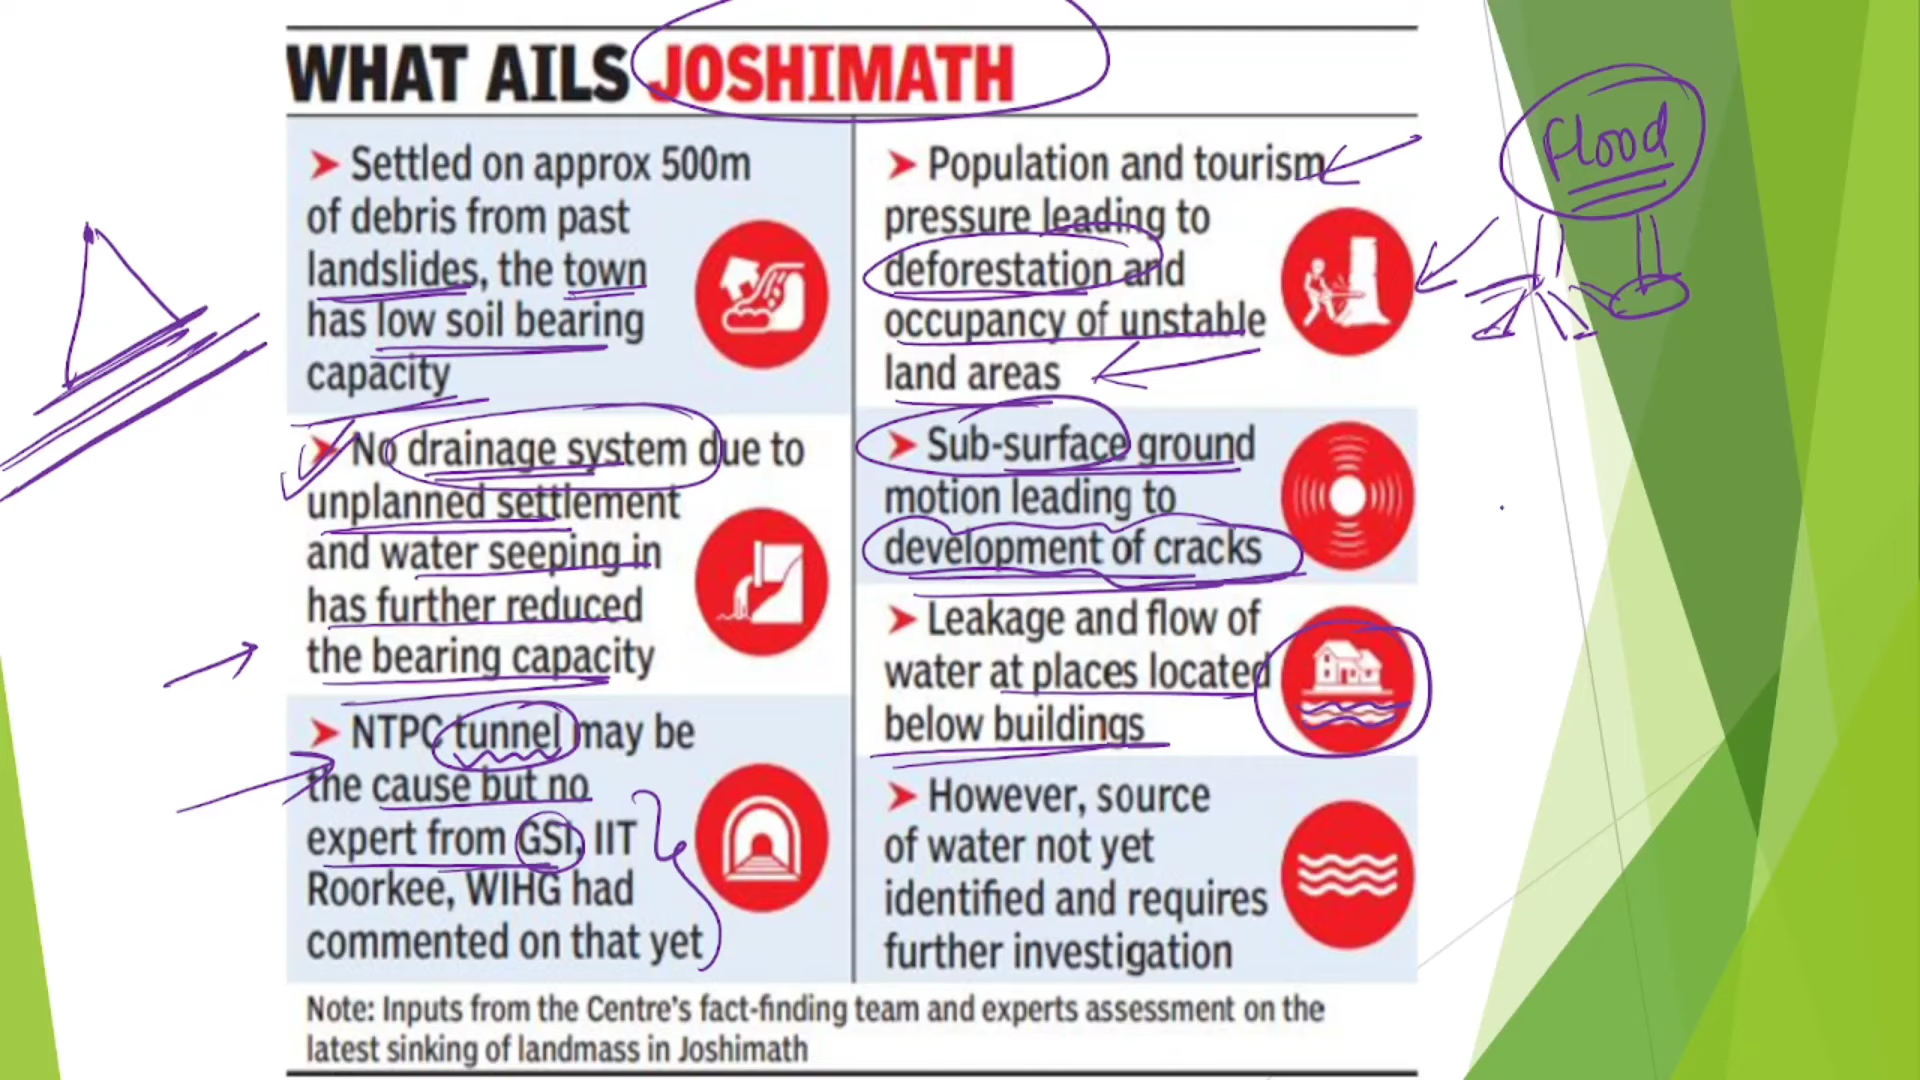 WHAT AILS JOSHIMATH
➤ Settled on approx 500m
of debris from past
landslides, the town
has low soil bearing
capacity
➤ No drainage system due to
unplanned settlement
and water seeping in
has further reduced
the bearing capacity
➤ NTPC tunnel may be
the cause but no
expert from GSI, IIT
Roorkee, WIHG had
commented on that yet
➤ Population and tourism
pressure leading to
deforestation and
occupancy of unstable
land areas
➤ Sub-surface ground
motion leading to
development of cracks
➤ Leakage and flow of
water at places located
below buildings
➤ However, source
of water not yet
identified and requires
further investigation
Note: Inputs from the Centre's fact-finding team and experts assessment on the
latest sinking of landmass in Joshimath
flood